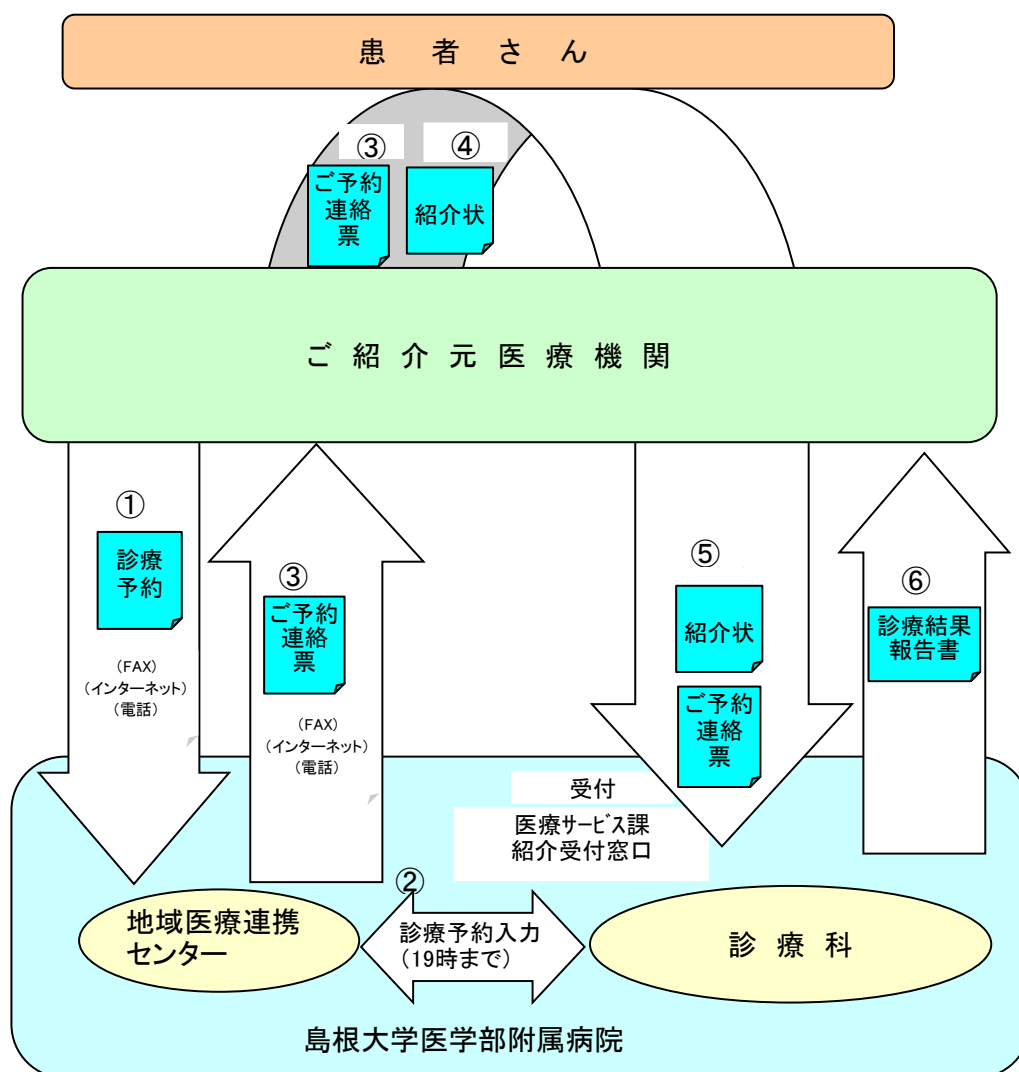 患者さん
③
④
ご予約
連絡
票
紹介状
ご紹介元医療機関
①
診療
予約
(FAX)
(インターネット)
(電話)
③
ご予約
連絡
票
(FAX)
(インターネット)
(電話)
⑤
紹介状
ご予約
連絡
票
⑥
診療結果
報告書
受付
医療サービス課
紹介受付窓口
②
地域医療連携
センター
診療予約入力
(19時まで)
診療科
島根大学医学部附属病院